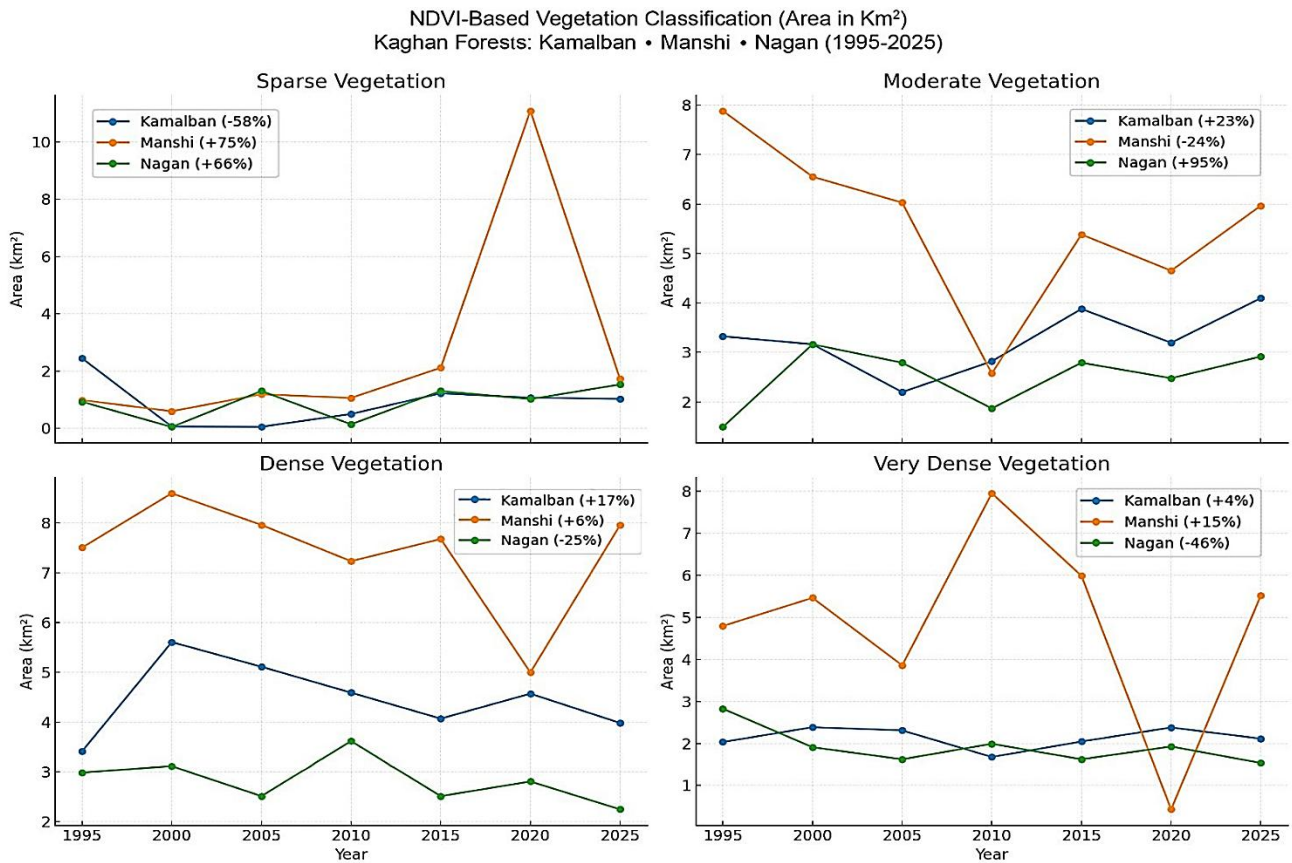 NDVI-Based Vegetation Classification (Area in Km²)
Kaghan Forests: Kamalban • Manshi • Nagan (1995-2025)
Sparse Vegetation
Kamalban (-58%)
Manshi (+75%)
Nagan (+66%)
10
8
6
4
2
0
Area (km²)
Moderate Vegetation
Kamalban (+23%)
Manshi (-24%)
Nagan (+95%)
8
7
6
5
4
3
2
Area (km²)
Dense Vegetation
Kamalban (+17%)
Manshi (+6%)
Nagan (-25%)
8
7
6
5
4
3
2
Area (km²)
1995 2000 2005 2010 2015 2020 2025
Year
Very Dense Vegetation
Kamalban (+4%)
Manshi (+15%)
Nagan (-46%)
8
7
6
5
4
3
2
1
Area (km²)
1995 2000 2005 2010 2015 2020 2025
Year